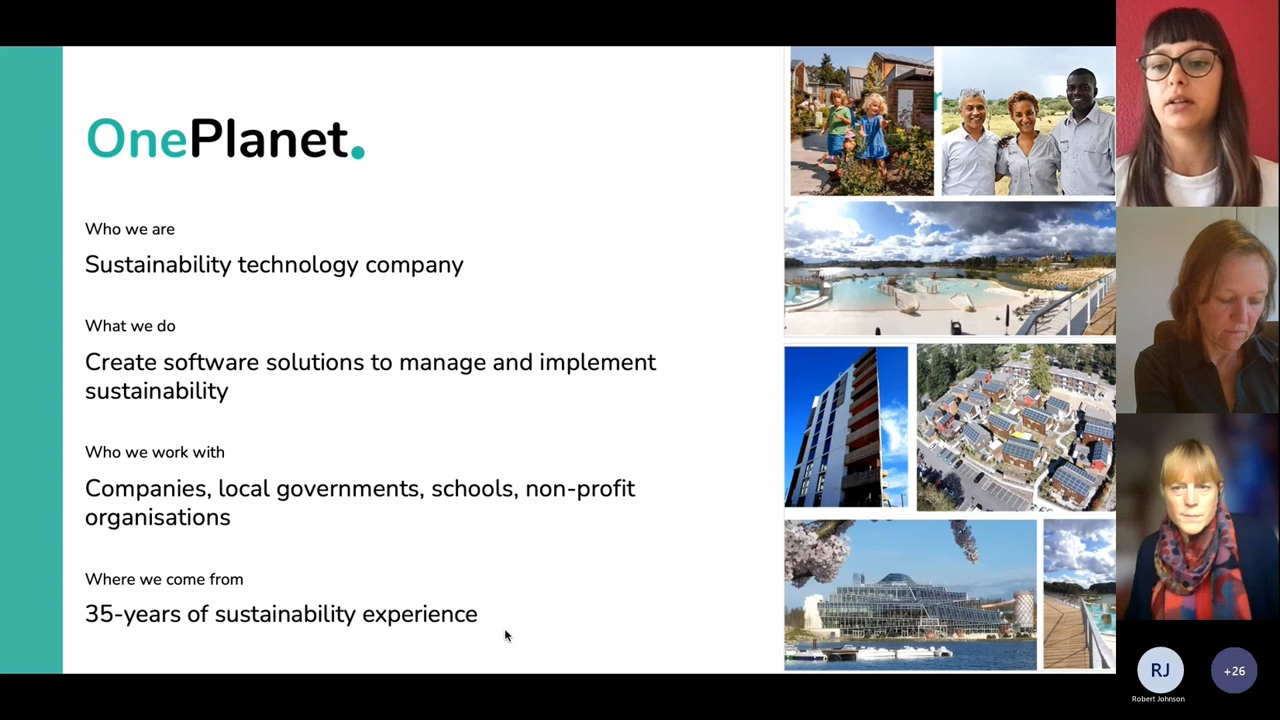 OnePlanet.
Who we are
Sustainability technology company
What we do
Create software solutions to manage and implement
sustainability
Who we work with
Companies, local governments, schools, non-profit
organisations
Where we come from
35-years of sustainability experience
RJ
+26
Robert Johnson